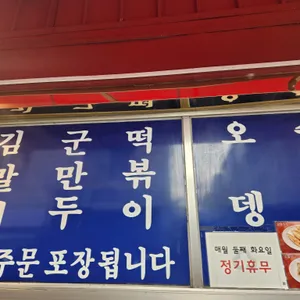 김군떡 오
말만볶
두이 뎅
주문 포장 됩니다
매월 둘째 화요일
정기휴무